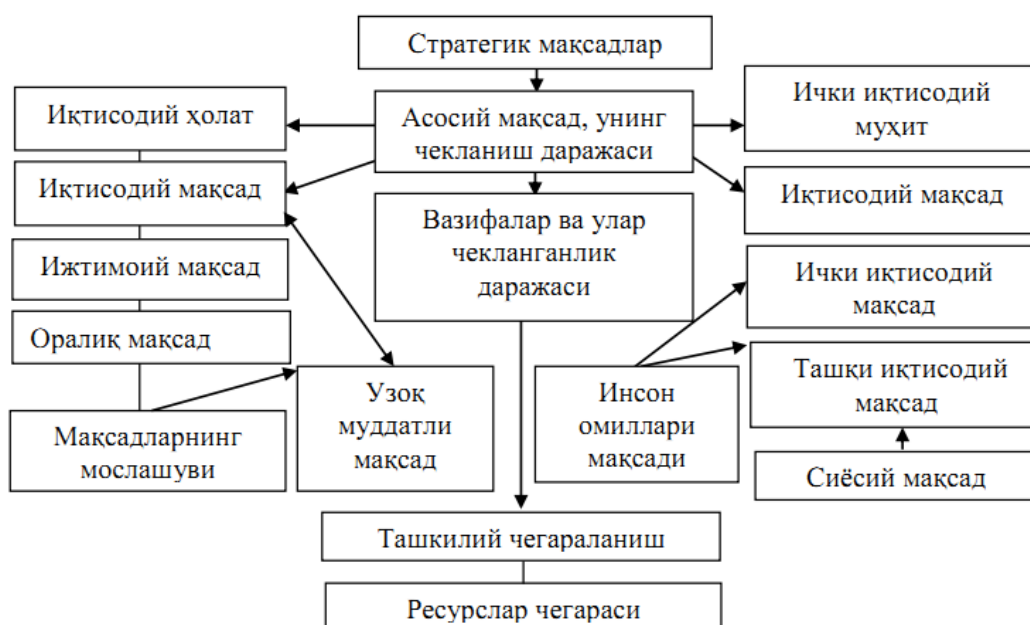 Стратегик мақсадлар
Иқтисодий ҳолат
Асосий мақсад, унинг
чекланиш даражаси
Ички иқтисодий
муҳит
Иқтисодий мақсад
Вазифалар ва улар
чекланганлик
даражаси
Иқтисодий мақсад
Ижтимоий мақсад
Ички иқтисодий
мақсад
Оралиқ мақсад
Узоқ
муддатли
мақсад
Инсон
омиллари
мақсади
Ташқи иқтисодий
мақсад
Мақсадларнинг
мослашуви
Сиёсий мақсад
Ташкилий чегараланиш
Ресурслар чегараси